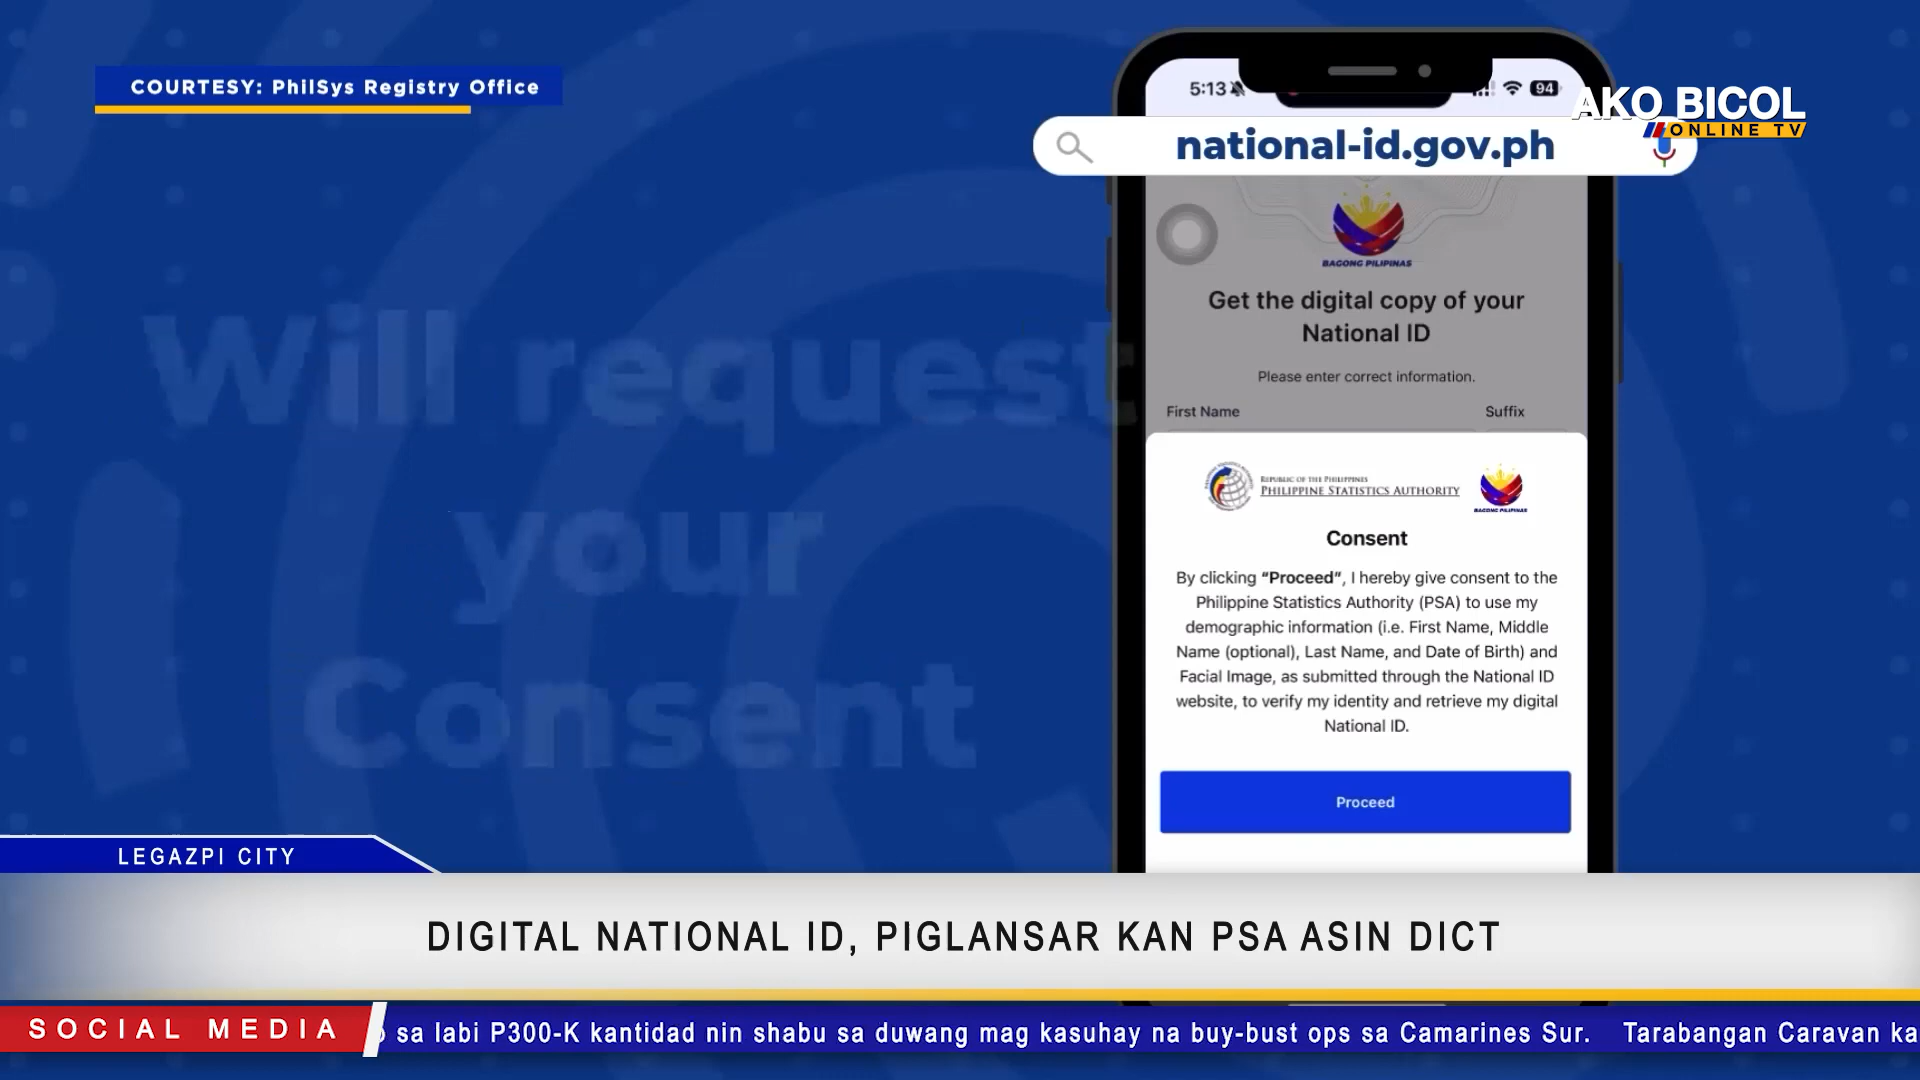 COURTESY: PhilSys Registry Office
5:13
94
AKO BICOL
ONLINE TV
national-id.gov.ph
BAGONG PILIPINAS
Get the digital copy of your
National ID
Please enter correct information.
First Name
Suffix
Will request
your
Consent
REPUBLIC OF THE PHILIPPINES
PHILIPPINE STATISTICS AUTHORITY
BAGONG PILIPINAS
Consent
By clicking “Proceed”, I hereby give consent to the
Philippine Statistics Authority (PSA) to use my
demographic information (i.e. First Name, Middle
Name (optional), Last Name, and Date of Birth) and
Facial Image, as submitted through the National ID
website, to verify my identity and retrieve my digital
National ID.
Proceed
LEGAZPI CITY
DIGITAL NATIONAL ID, PIGLANSAR KAN PSA ASIN DICT
SOCIAL MEDIA
sa labi P300-K kantidad nin shabu sa duwang mag kasuhay na buy-bust ops sa Camarines Sur. Tarabangan Caravan ka